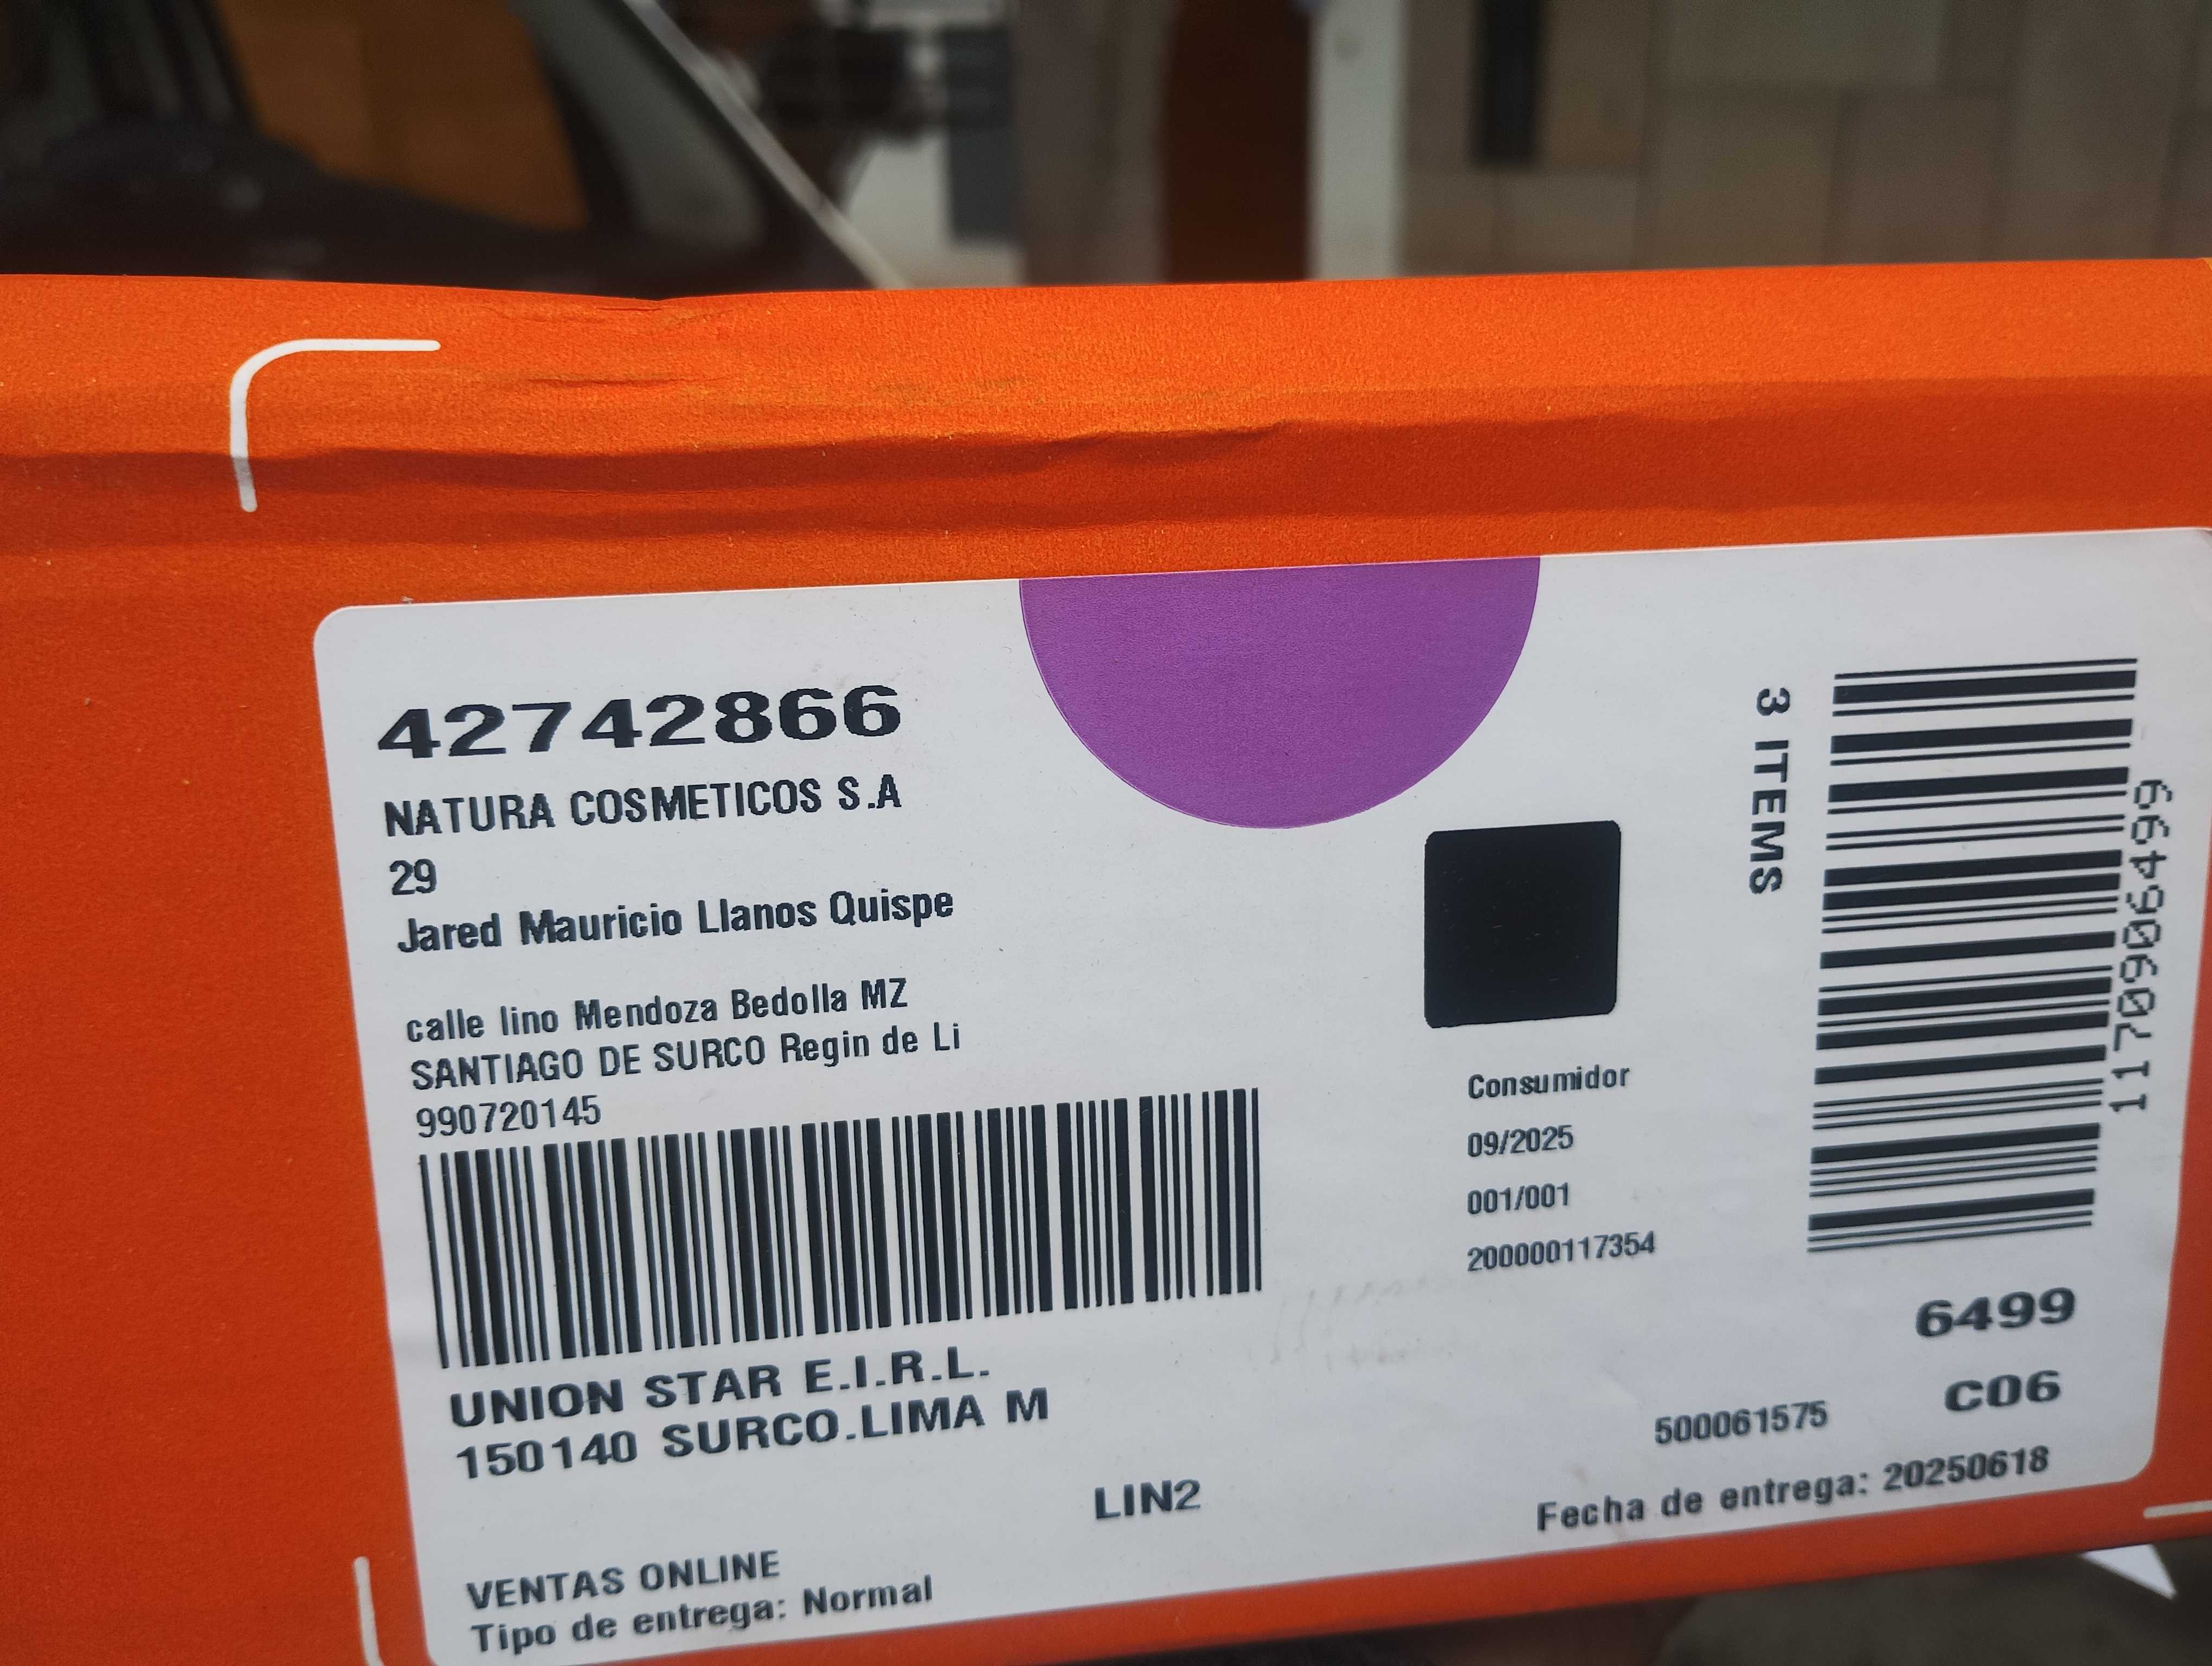 42742866
NATURA COSMETICOS S.A
29
Jared Mauricio Llanos Quispe
calle lino Mendoza Bedolla MZ
SANTIAGO DE SURCO Regin de Li
990720145
UNION STAR E.I.R.L.
150140 SURCO.LIMA M
LIN2
VENTAS ONLINE
Tipo de entrega: Normal
Consumidor
09/2025
001/001
200000117354
3 ITEMS
1170909064​99
6499
C06
500061575
Fecha de entrega: 20250618